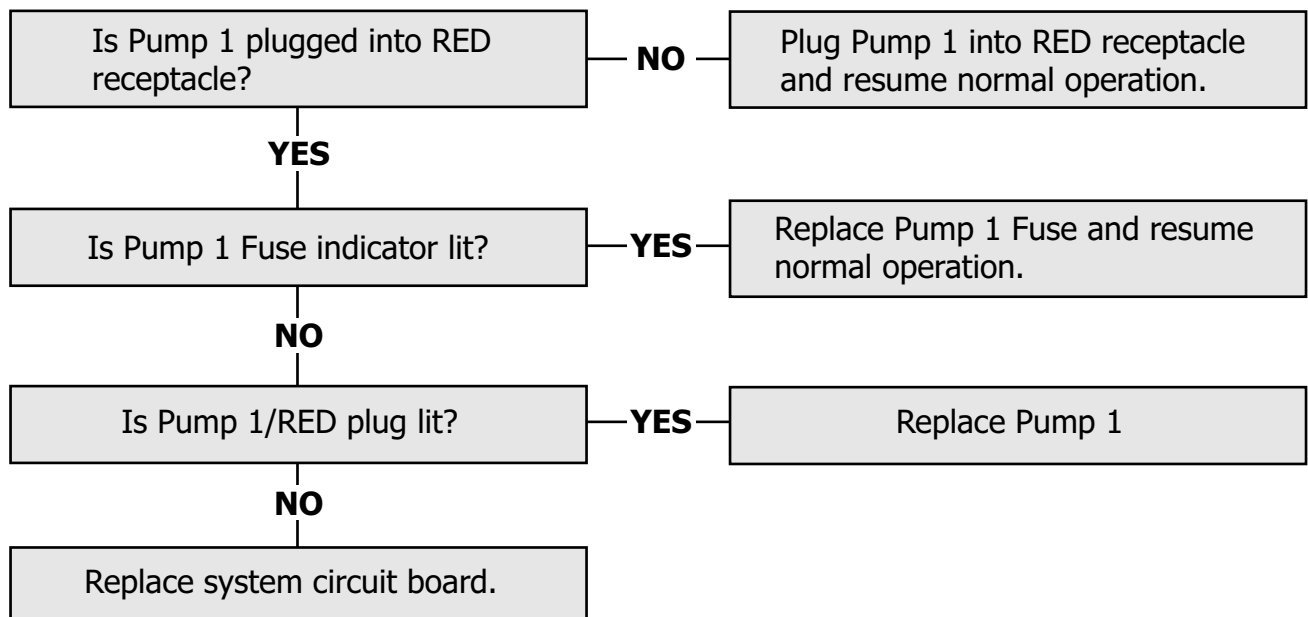 Is Pump 1 plugged into RED
receptacle?
NO
Plug Pump 1 into RED receptacle
and resume normal operation.
YES
Is Pump 1 Fuse indicator lit?
YES
Replace Pump 1 Fuse and resume
normal operation.
NO
Is Pump 1/RED plug lit?
YES
Replace Pump 1
NO
Replace system circuit board.